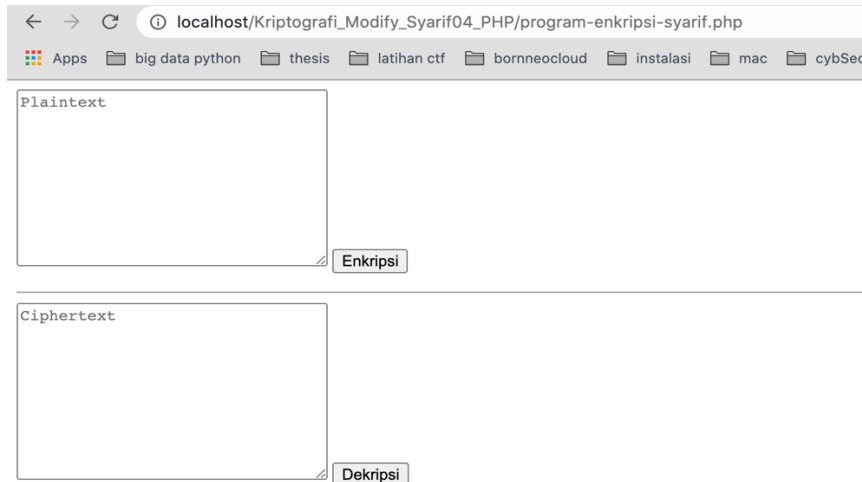 localhost/Kriptografi_Modify_Syarif04_PHP/program-enkripsi-syarif.php
Apps big data python thesis latihan ctf bornneocloud instalasi mac cybSec
Plaintext
Enkripsi
Ciphertext
Dekripsi